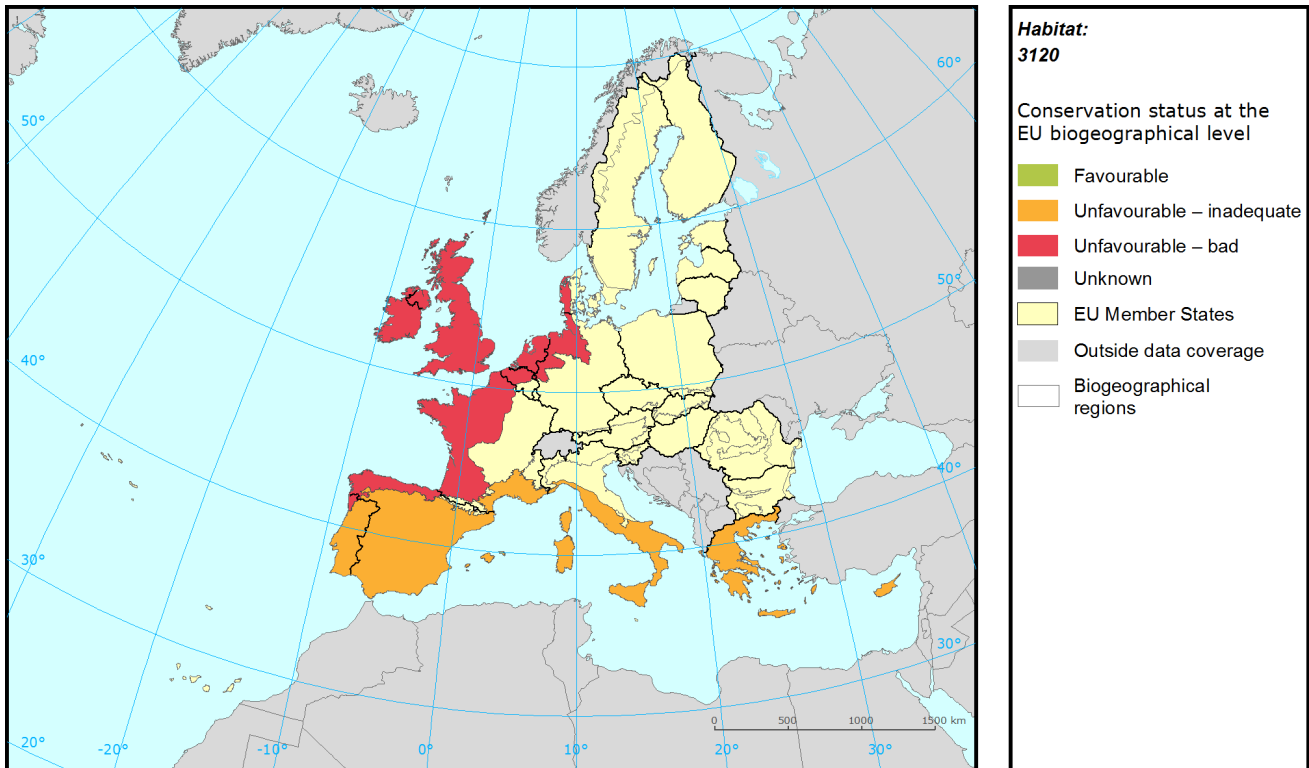 Habitat:
3120
Conservation status at the
EU biogeographical level
Favourable
Unfavourable – inadequate
Unfavourable – bad
Unknown
EU Member States
Outside data coverage
Biogeographical
regions
60°
50°
50°
40°
40°
30°
30°
0 500 1000 1500 km
20° -20° -10° 0° 10° 20° 30°